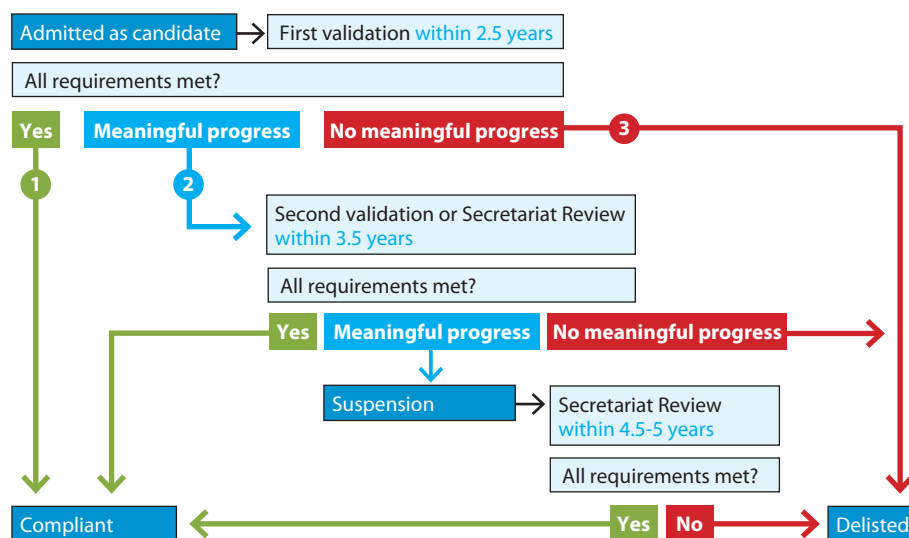 Admitted as candidate
First validation within 2.5 years
All requirements met?
Yes
Meaningful progress
No meaningful progress
3
1
2
Second validation or Secretariat Review
within 3.5 years
All requirements met?
Yes
Meaningful progress
No meaningful progress
Suspension
Secretariat Review
within 4.5-5 years
All requirements met?
Compliant
Yes
No
Delisted